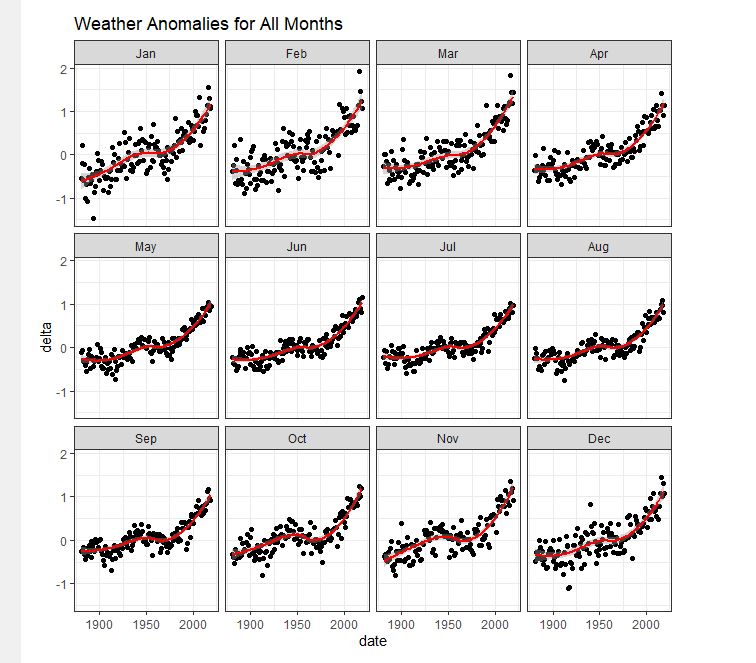 Weather Anomalies for All Months
Jan Feb Mar Apr
2
1
0
-1
May Jun Jul Aug
2
1
0
-1
delta
Sep Oct Nov Dec
2
1
0
-1
1900 1950 2000 1900 1950 2000 1900 1950 2000 1900 1950 2000
date